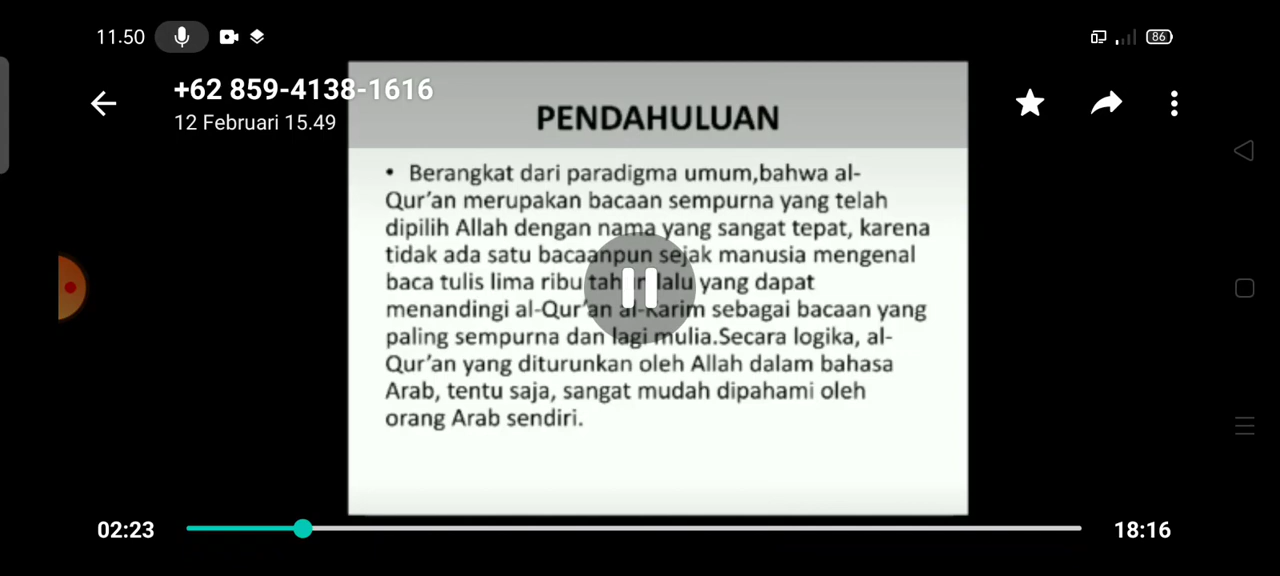 11.50
86
+62 859-4138-1616
12 Februari 15.49
PENDAHULUAN
• Berangkat dari paradigma umum,bahwa al-
Qur’an merupakan bacaan sempurna yang telah
dipilih Allah dengan nama yang sangat tepat, karena
tidak ada satu bacaanpun sejak manusia mengenal
baca tulis lima ribu lalu yang dapat
menandingi al-Qur’an al-Karim sebagai bacaan yang
paling sempurna dan lagi mulia.Secara logika, al-
Qur’an yang diturunkan oleh Allah dalam bahasa
Arab, tentu saja, sangat mudah dipahami oleh
orang Arab sendiri.
02:23
18:16